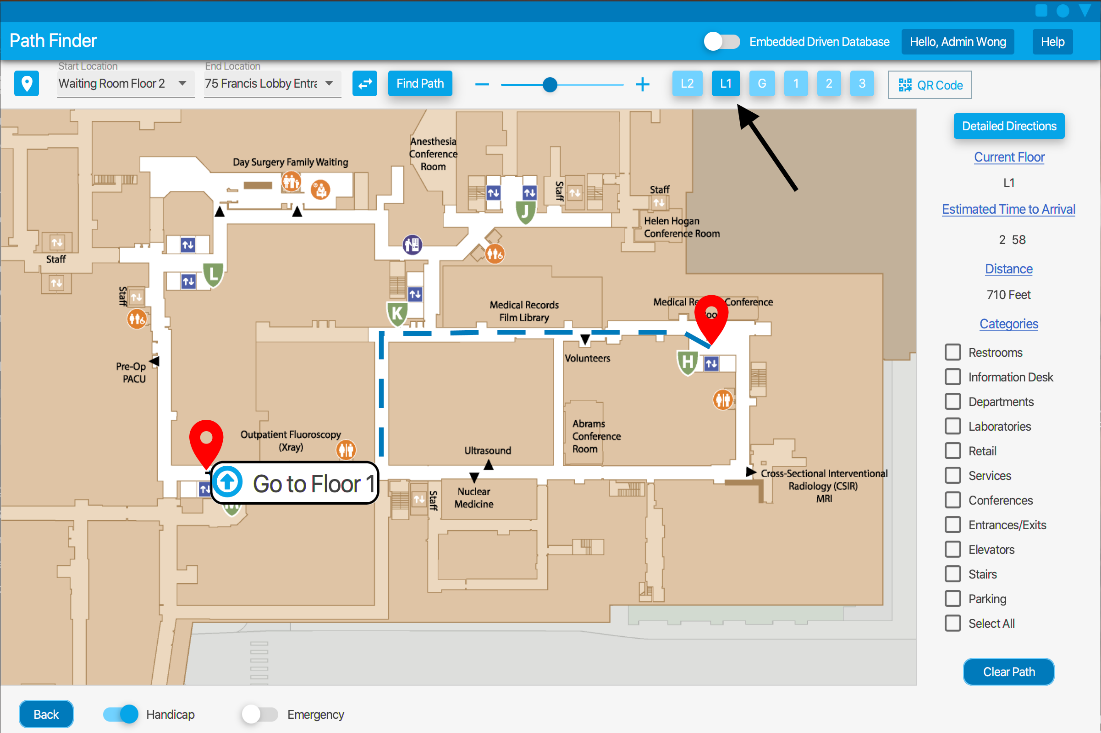 Path Finder
Embedded Driven Database
Hello, Admin Wong
Help
Start Location
Waiting Room Floor 2
End Location
75 Francis Lobby Entra
Find Path
L2
L1
G
1
2
3
QR Code
Detailed Directions
Current Floor
L1
Estimated Time to Arrival
2 58
Distance
710 Feet
Categories
Restrooms
Information Desk
Departments
Laboratories
Retail
Services
Conferences
Entrances/Exits
Elevators
Stairs
Parking
Select All
Clear Path
Anesthesia
Conference
Room
Day Surgery Family Waiting
Staff
Staff
J
Helen Hogan
Conference Room
Staff
L
Staff
K
Medical Records
Film Library
Medical Re
Conference
Volunteers
H
Pre-Op
PACU
Outpatient Fluoroscopy
(Xray)
Abrams
Conference
Room
Ultrasound
Go to Floor 1
Nuclear
Medicine
Staff
Cross-Sectional Interventional
Radiology (CSIR)
MRI
Back
Handicap
Emergency